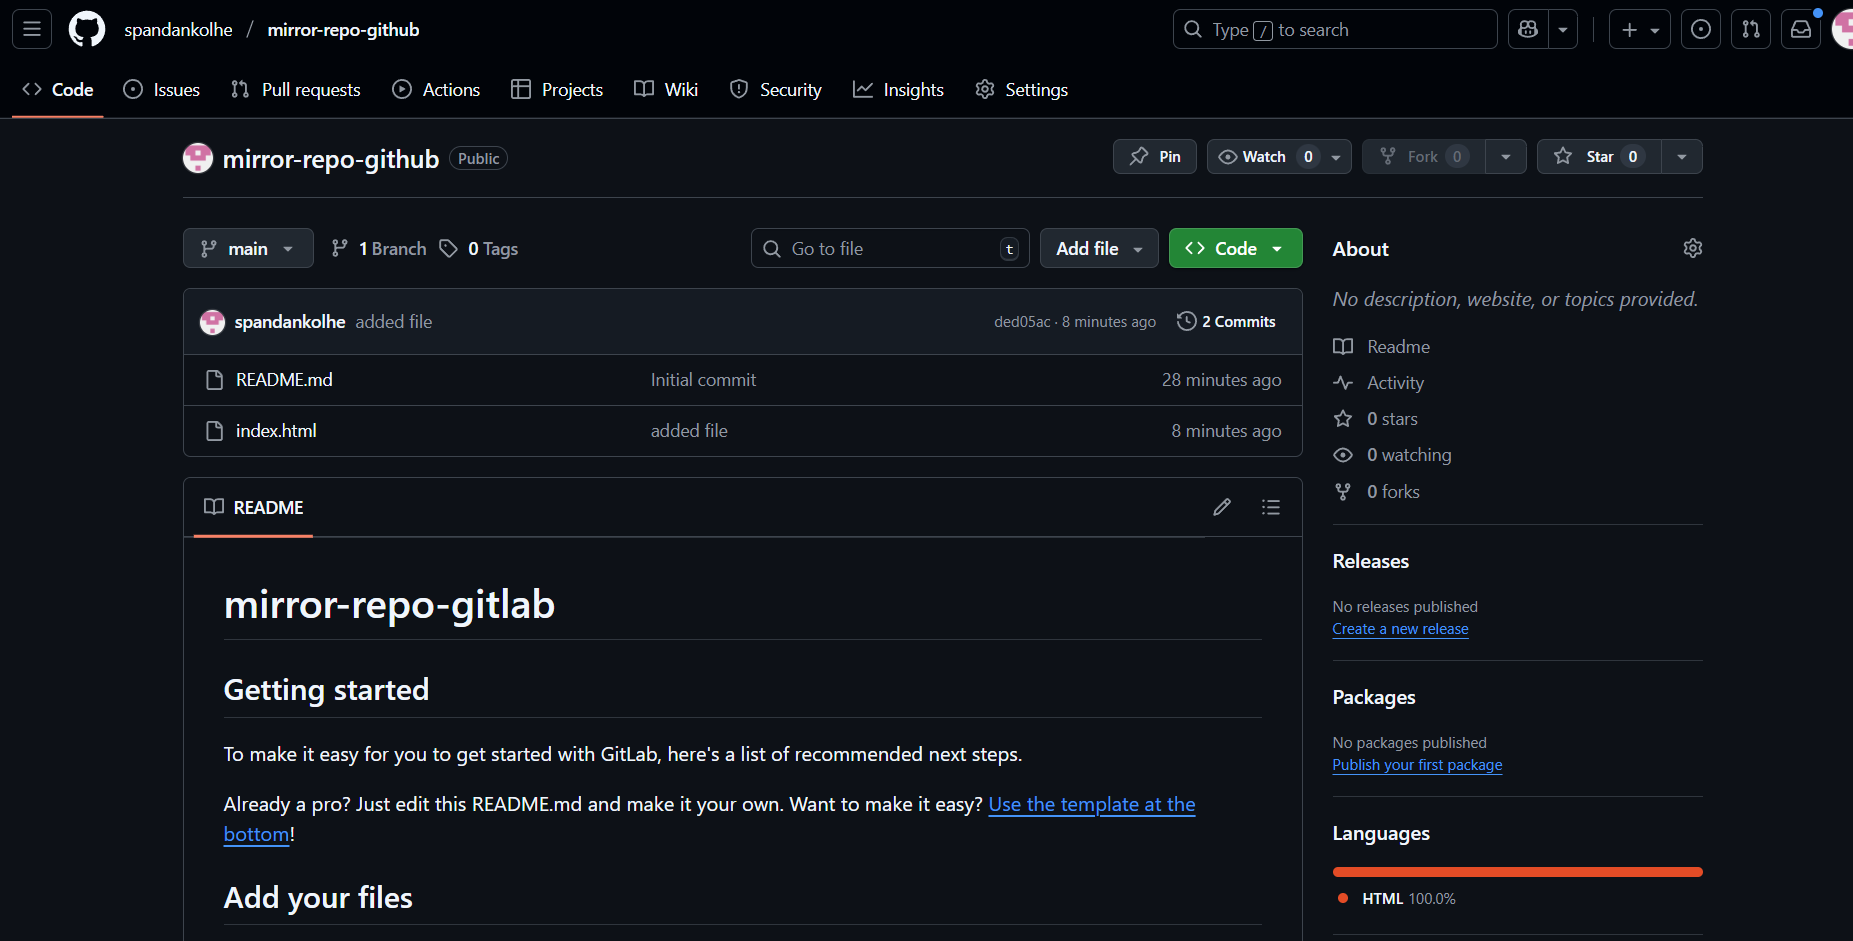 spandankolhe / mirror-repo-github
Type / to search
Code Issues Pull requests Actions Projects Wiki Security Insights Settings
mirror-repo-github Public
Pin Watch 0 Fork 0 Star 0
main 1 Branch 0 Tags
Go to file t
Add file Code
spandankolhe added file ded05ac · 8 minutes ago 2 Commits
README.md Initial commit 28 minutes ago
index.html added file 8 minutes ago
README
mirror-repo-gitlab
Getting started
To make it easy for you to get started with GitLab, here's a list of recommended next steps.
Already a pro? Just edit this README.md and make it your own. Want to make it easy? Use the template at the
bottom!
Add your files
About
No description, website, or topics provided.
Readme
Activity
0 stars
0 watching
0 forks
Releases
No releases published
Create a new release
Packages
No packages published
Publish your first package
Languages
HTML 100.0%